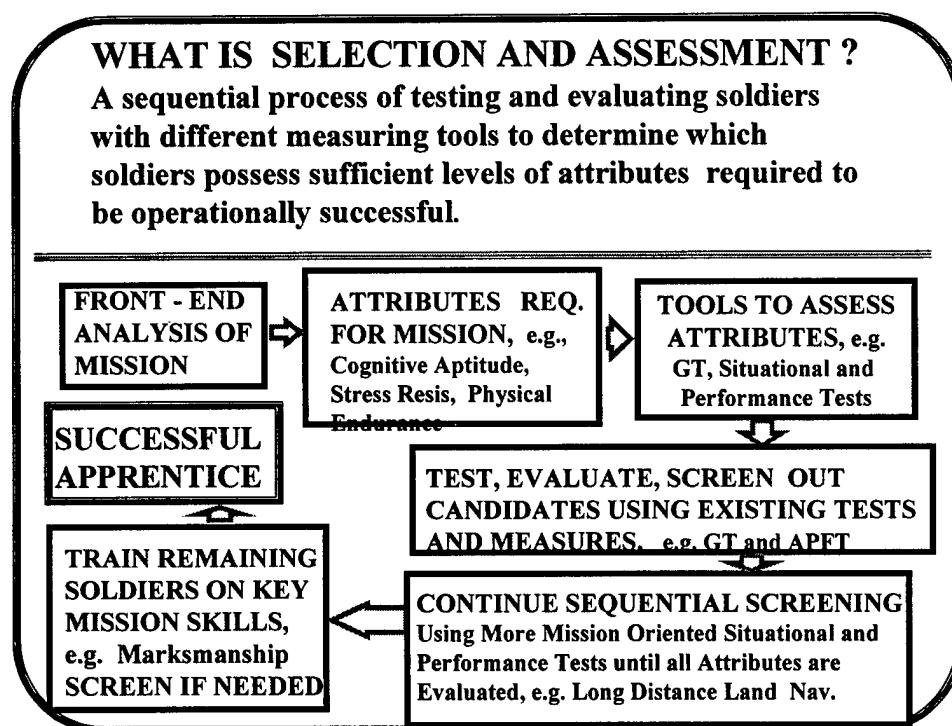 WHAT IS SELECTION AND ASSESSMENT ?
A sequential process of testing and evaluating soldiers
with different measuring tools to determine which
soldiers possess sufficient levels of attributes required to
be operationally successful.
FRONT - END
ANALYSIS OF
MISSION
ATTRIBUTES REQ.
FOR MISSION, e.g.,
Cognitive Aptitude,
Stress Resis, Physical
Endurance
TOOLS TO ASSESS
ATTRIBUTES, e.g.
GT, Situational and
Performance Tests
TEST, EVALUATE, SCREEN OUT
CANDIDATES USING EXISTING TESTS
AND MEASURES. e.g. GT and APFT
CONTINUE SEQUENTIAL SCREENING
Using More Mission Oriented Situational and
Performance Tests until all Attributes are
Evaluated, e.g. Long Distance Land Nav.
TRAIN REMAINING
SOLDIERS ON KEY
MISSION SKILLS,
e.g. Marksmanship
SCREEN IF NEEDED
SUCCESSFUL
APPRENTICE